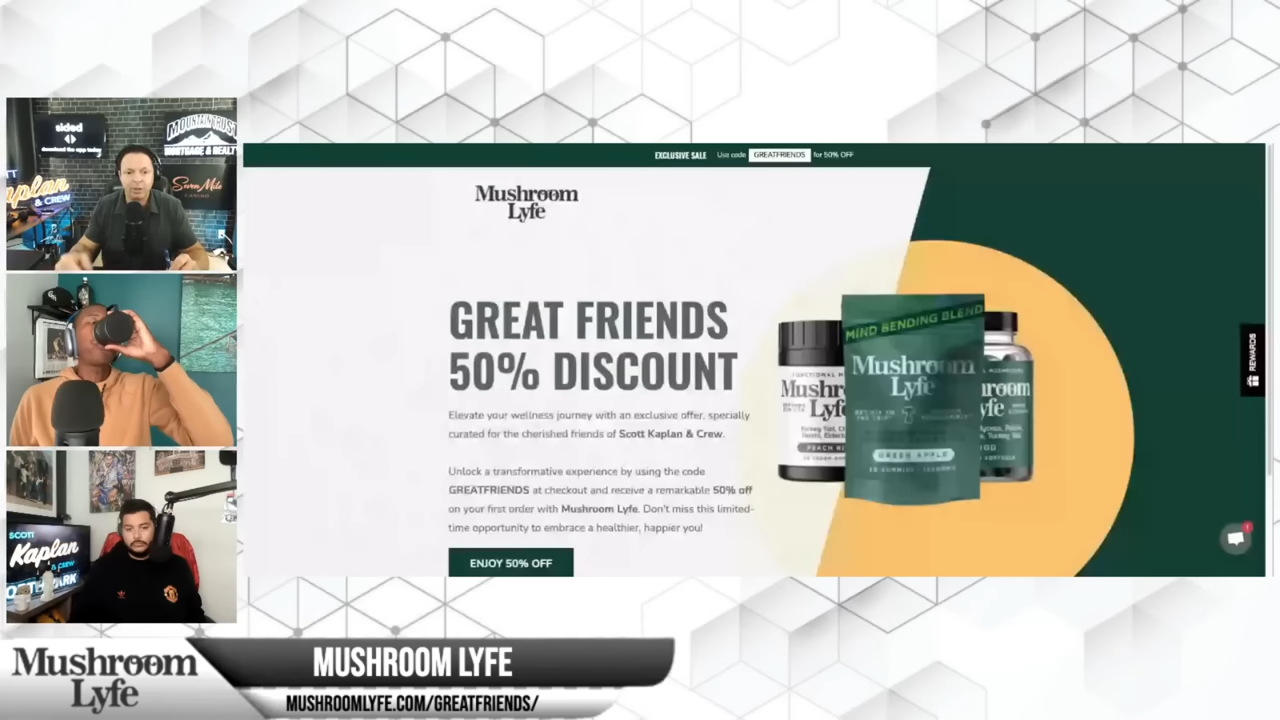 sided
download the app today
MOUNTAIN TRUST
MORTGAGE & REALTY
Kaplan
& CREW
Seven Mile
CASINO
SCOTT
Kaplan
& CREW
EXCLUSIVE SALE Use code GREATFRIENDS for 50% OFF
Mushroom
Lyfe
GREAT FRIENDS
50% DISCOUNT
Elevate your wellness journey with an exclusive offer, specially
curated for the cherished friends of Scott Kaplan & Crew.
Unlock a transformative experience by using the code
GREATFRIENDS at checkout and receive a remarkable 50% off
on your first order with Mushroom Lyfe. Don't miss this limited-
time opportunity to embrace a healthier, happier you!
ENJOY 50% OFF
MIND BENDING BLEND
Mushroom
Lyfe
GREEN APPLE
REWARDS
1
Mushroom
Lyfe
MUSHROOM LYFE
MUSHROOMLYFE.COM/GREATFRIENDS/